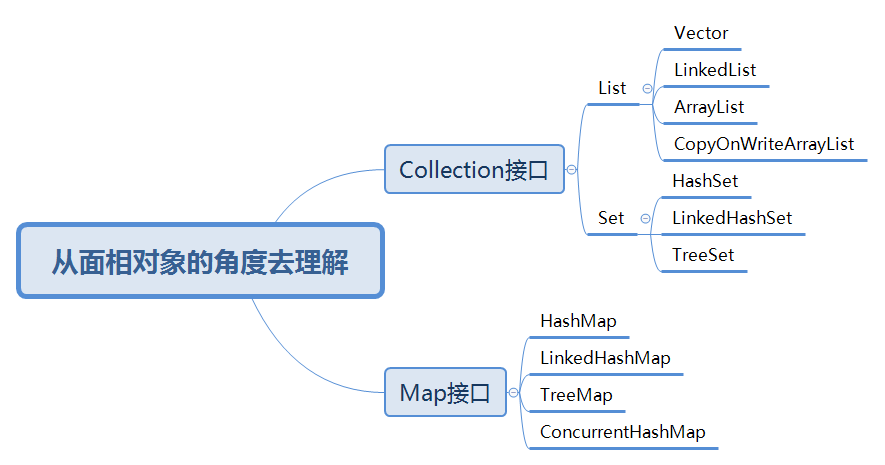 从面相对象的角度去理解
Collection接口
List
Vector
LinkedList
ArrayList
CopyOnWriteArrayList
Set
HashSet
LinkedHashSet
TreeSet
Map接口
HashMap
LinkedHashMap
TreeMap
ConcurrentHashMap